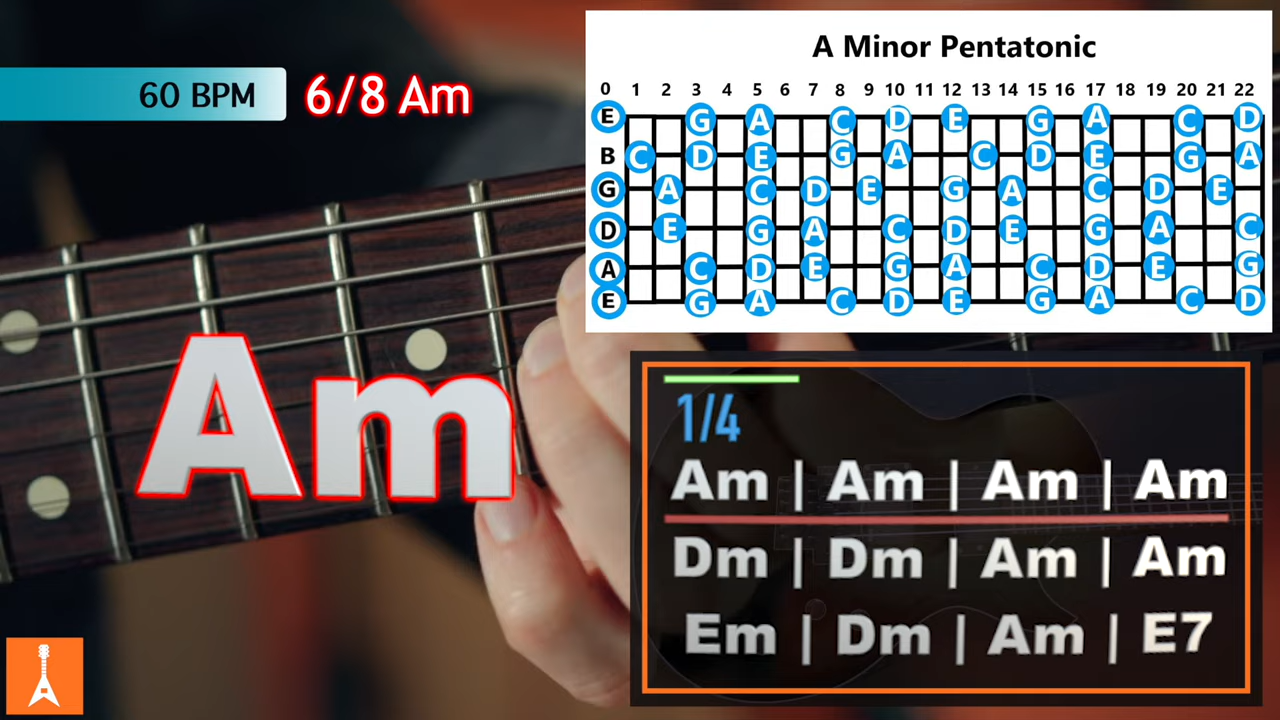 60 BPM 6/8 Am
Am
A Minor Pentatonic
0 1 2 3 4 5 6 7 8 9 10 11 12 13 14 15 16 17 18 19 20 21 22
E G A C D E G A C D
B C D E G A C D E G A
G A C D E G A C D E
D E G A C D E G A C
A C D E G A C D E G
E G A C D E G A C D
1/4
Am | Am | Am | Am
Dm | Dm | Am | Am
Em | Dm | Am | E7